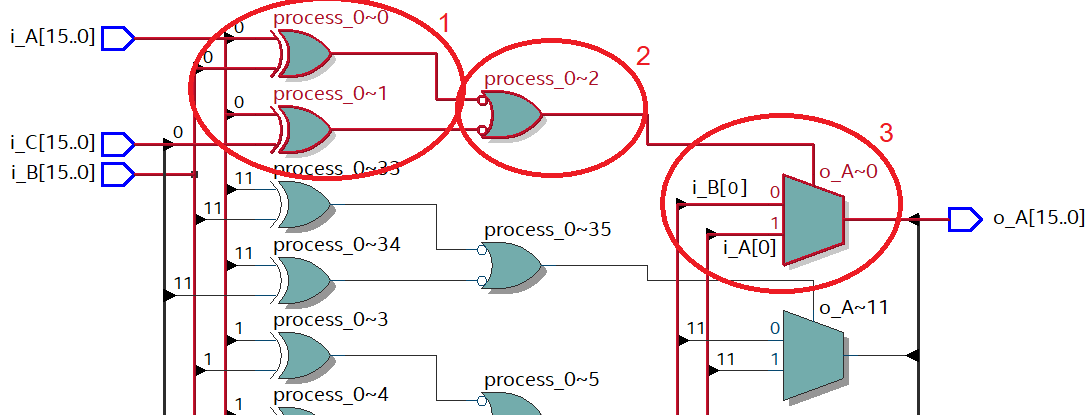 process_0~0
1
i_A[15..0]
0
0
2
process_0~2
process_0~1
0
3
i_C[15..0]
0
i_B[15..0]
process_0~33
o_A~0
11
i_B[0]
0
11
1
o_A[15..0]
process_0~35
process_0~34
i_A[0]
11
11
o_A~11
process_0~3
1
11
0
1
11
1
process_0~5
process_0~4
1